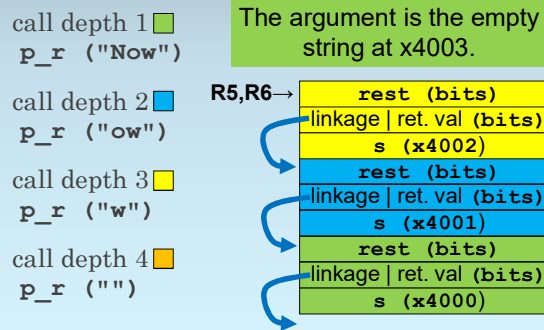 call depth 1
p_r ("Now")
call depth 2
p_r ("ow")
call depth 3
p_r ("w")
call depth 4
p_r ("")
The argument is the empty
string at x4003.
R5,R6→
rest (bits)
linkage | ret. val (bits)
s (x4002)
rest (bits)
linkage | ret. val (bits)
s (x4001)
rest (bits)
linkage | ret. val (bits)
s (x4000)